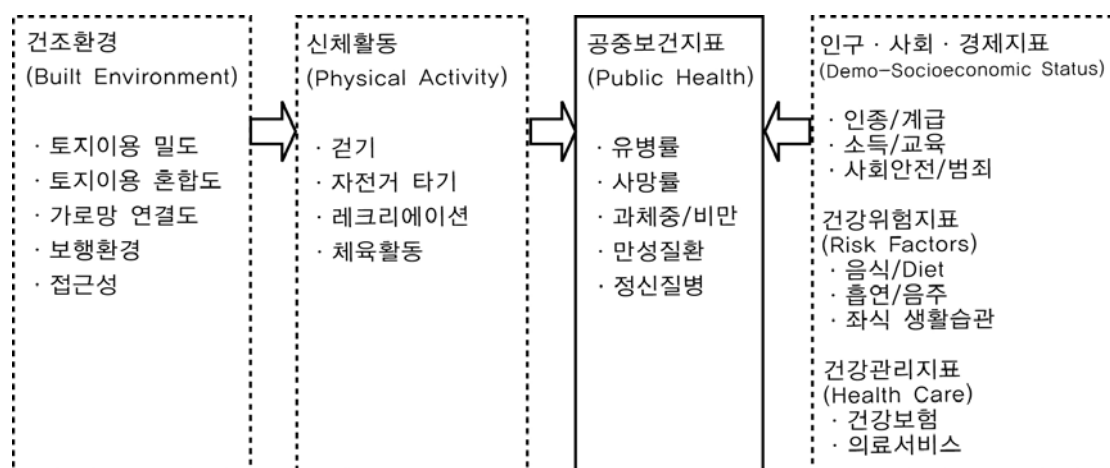 건조환경
(Built Environment)
· 토지이용 밀도
· 토지이용 혼합도
· 가로망 연결도
· 보행환경
· 접근성
신체활동
(Physical Activity)
· 걷기
· 자전거 타기
· 레크리에이션
· 체육활동
공중보건지표
(Public Health)
· 유병률
· 사망률
· 과체중/비만
· 만성질환
· 정신질병
인구 · 사회 · 경제지표
(Demo-Socioeconomic Status)
· 인종/계급
· 소득/교육
· 사회안전/범죄
건강위험지표
(Risk Factors)
· 음식/Diet
· 흡연/음주
· 좌식 생활습관
건강관리지표
(Health Care)
· 건강보험
· 의료서비스